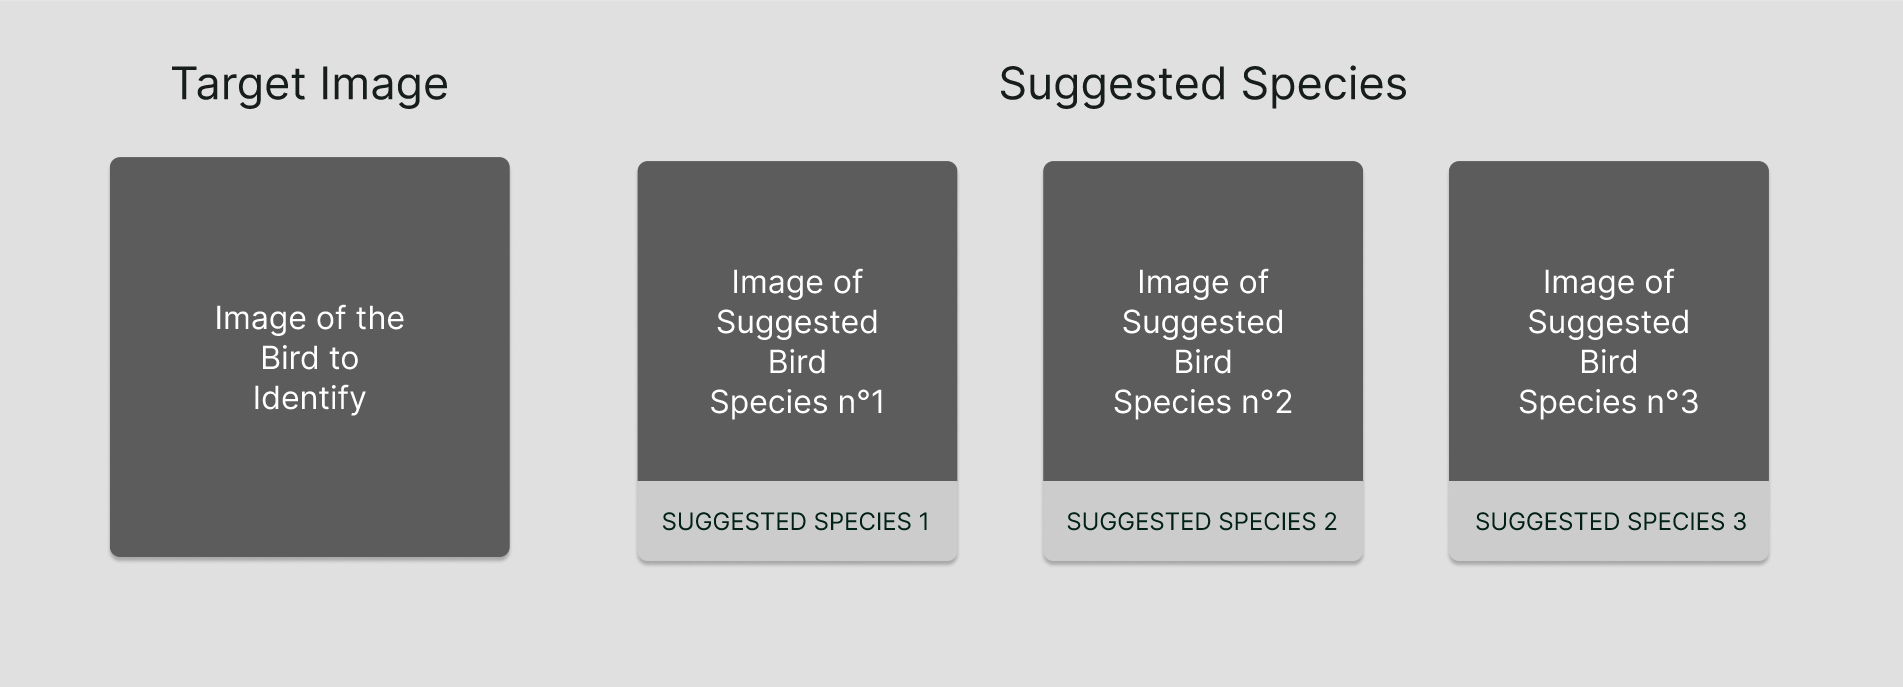 Target Image
Suggested Species
Image of the
Bird to
Identify
Image of
Suggested
Bird
Species n°1
SUGGESTED SPECIES 1
Image of
Suggested
Bird
Species n°2
SUGGESTED SPECIES 2
Image of
Suggested
Bird
Species n°3
SUGGESTED SPECIES 3